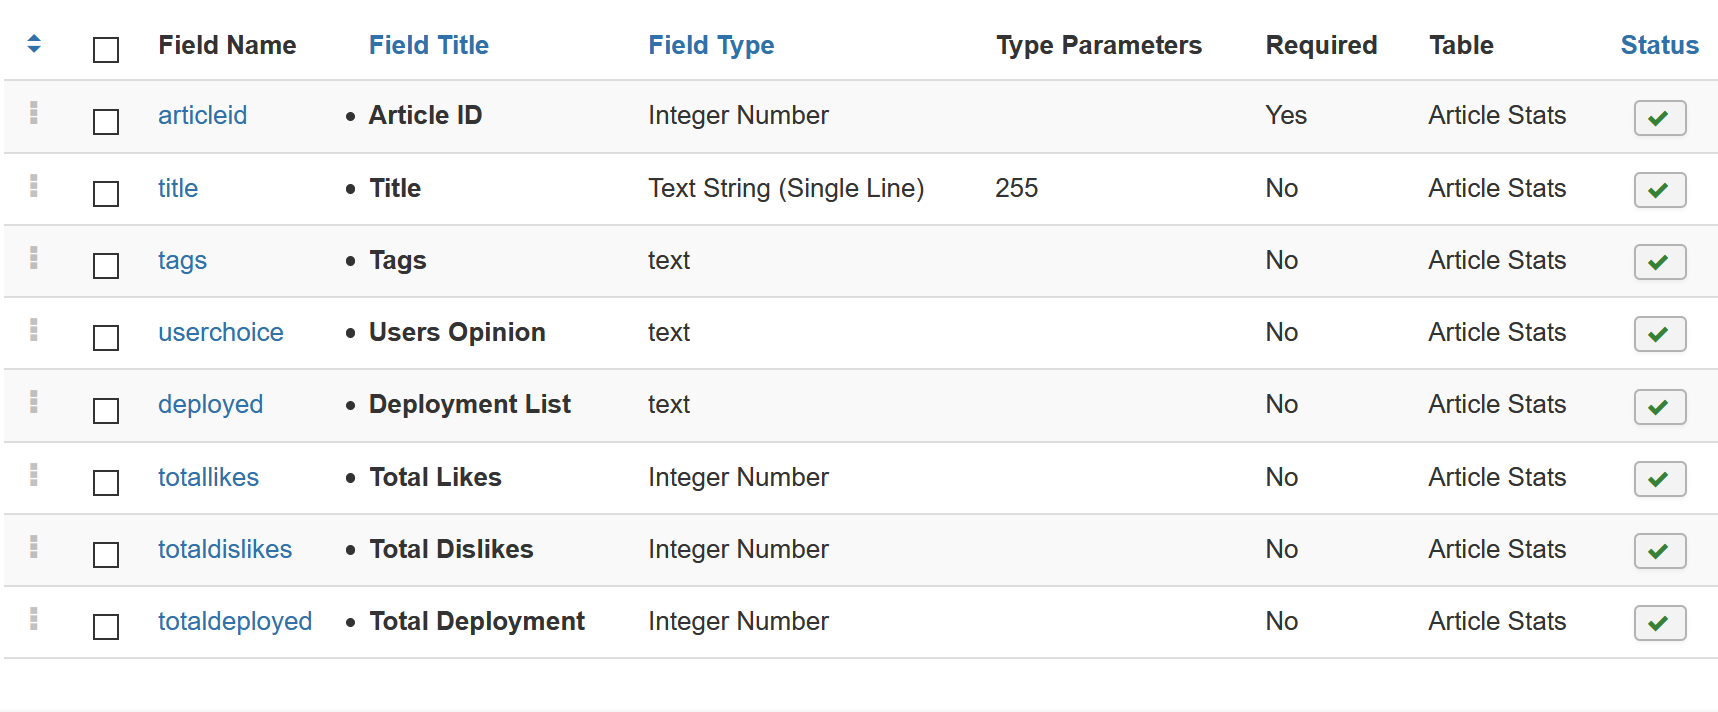 Field Name Field Title Field Type Type Parameters Required Table Status
articleid • Article ID Integer Number Yes Article Stats
title • Title Text String (Single Line) 255 No Article Stats
tags • Tags text No Article Stats
userchoice • Users Opinion text No Article Stats
deployed • Deployment List text No Article Stats
totallikes • Total Likes Integer Number No Article Stats
totaldislikes • Total Dislikes Integer Number No Article Stats
totaldeployed • Total Deployment Integer Number No Article Stats